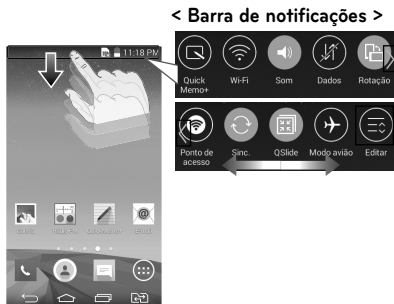 < Barra de notificações >
11:18 PM
Quick Memo+
Wi-Fi
Som
Dados
Rotação
Ponto de acesso
Sinc.
QSlide
Modo avião
Editar